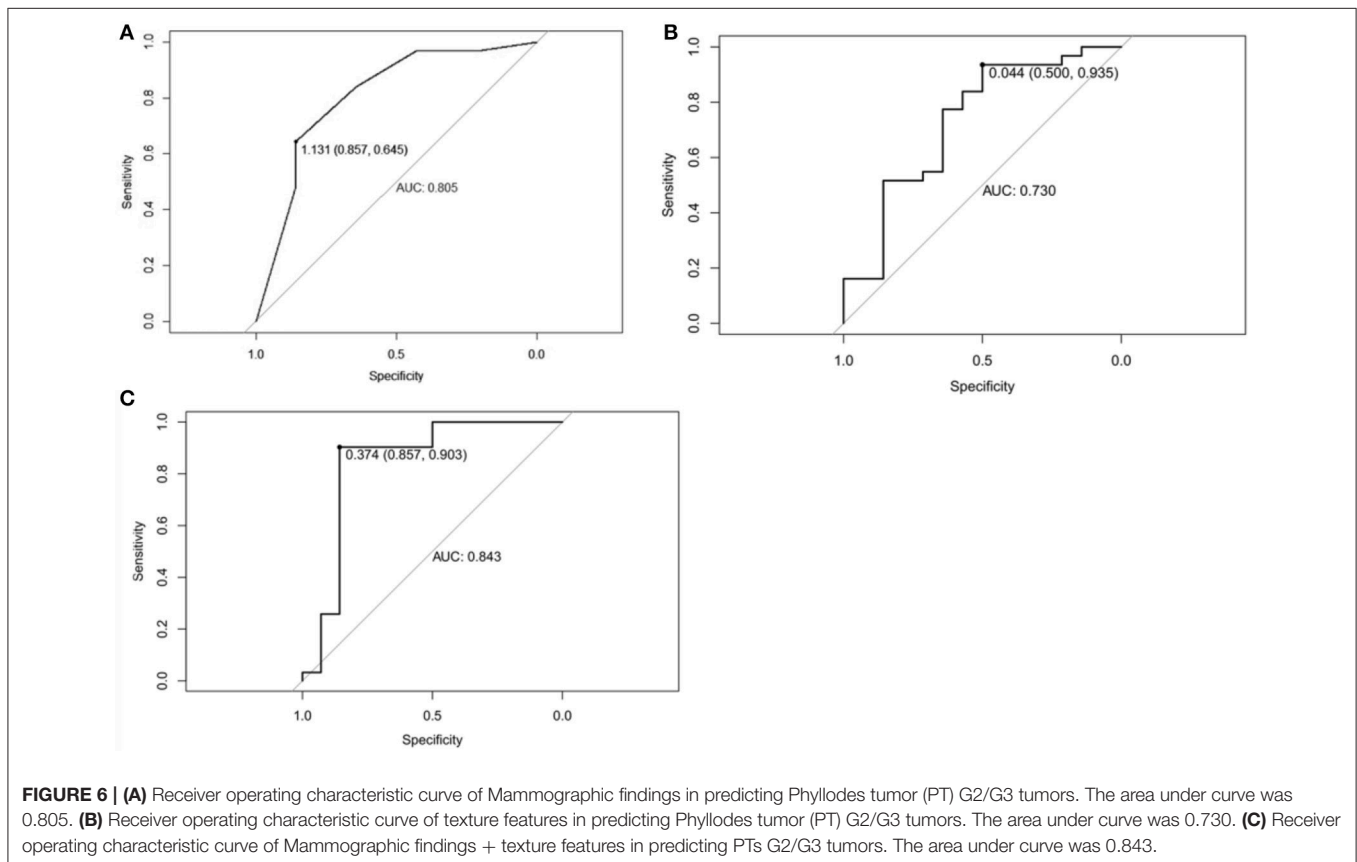 A
1.0
0.8
0.6
0.4
0.2
0.0
Sensitivity
1.131 (0.857, 0.645)
AUC: 0.805
1.0 0.5 0.0
Specificity
B
1.0
0.8
0.6
0.4
0.2
0.0
Sensitivity
0.044 (0.500, 0.935)
AUC: 0.730
1.0 0.5 0.0
Specificity
C
1.0
0.8
0.6
0.4
0.2
0.0
Sensitivity
0.374 (0.857, 0.903)
AUC: 0.843
1.0 0.5 0.0
Specificity
FIGURE 6 | (A) Receiver operating characteristic curve of Mammographic findings in predicting Phyllodes tumor (PT) G2/G3 tumors. The area under curve was
0.805. (B) Receiver operating characteristic curve of texture features in predicting Phyllodes tumor (PT) G2/G3 tumors. The area under curve was 0.730. (C) Receiver
operating characteristic curve of Mammographic findings + texture features in predicting PTs G2/G3 tumors. The area under curve was 0.843.